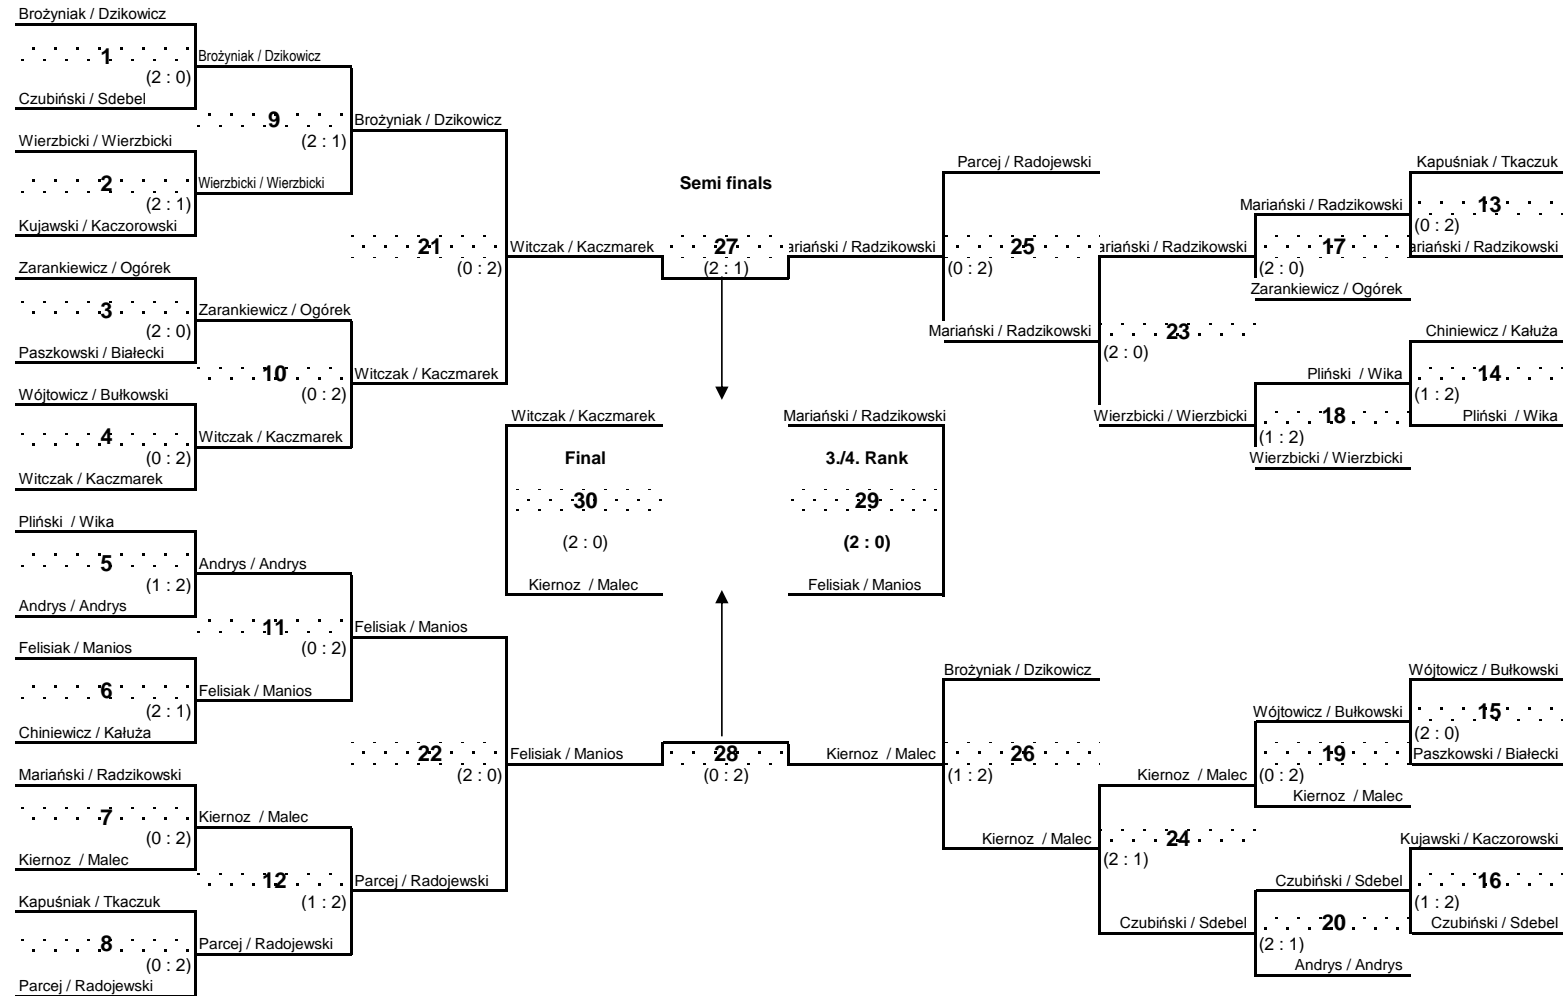 Brożyniak / Dzikowicz
1
(2 : 0)
Czubiński / Sdebel
Wierzbicki / Wierzbicki
2
(2 : 1)
Kujawski / Kaczorowski
Zarankiewicz / Ogórek
3
(2 : 0)
Paszkowski / Białecki
Wójtowicz / Bułkowski
4
(0 : 2)
Witczak / Kaczmarek
Pliński / Wika
5
(1 : 2)
Andrys / Andrys
Felisiak / Manios
6
(2 : 1)
Chiniewicz / Kałuża
Mariański / Radzikowski
7
(0 : 2)
Kiernoz / Malec
Kapuśniak / Tkaczuk
8
(0 : 2)
Parcej / Radojewski
Brożyniak / Dzikowicz
9
(2 : 1)
Wierzbicki / Wierzbicki
Zarankiewicz / Ogórek
10
(0 : 2)
Witczak / Kaczmarek
Andrys / Andrys
11
(0 : 2)
Felisiak / Manios
Kiernoz / Malec
12
(1 : 2)
Parcej / Radojewski
Brożyniak / Dzikowicz
21
(0 : 2)
Witczak / Kaczmarek
Felisiak / Manios
22
(2 : 0)
Parcej / Radojewski
Semi finals
Witczak / Kaczmarek
27
(2 : 1)
ariański / Radzikowski
Witczak / Kaczmarek
Final
30
(2 : 0)
Kiernoz / Malec
Mariański / Radzikowski
3./4. Rank
29
(2 : 0)
Felisiak / Manios
Felisiak / Manios
28
(0 : 2)
Kiernoz / Malec
Parcej / Radojewski
25
(0 : 2)
Mariański / Radzikowski
Brożyniak / Dzikowicz
26
(1 : 2)
Kiernoz / Malec
ariański / Radzikowski
23
(2 : 0)
Wierzbicki / Wierzbicki
Kiernoz / Malec
24
(2 : 1)
Czubiński / Sdebel
Mariański / Radzikowski
17
(2 : 0)
Zarankiewicz / Ogórek
Pliński / Wika
18
(1 : 2)
Wierzbicki / Wierzbicki
Wójtowicz / Bułkowski
19
(0 : 2)
Kiernoz / Malec
Czubiński / Sdebel
20
(2 : 1)
Andrys / Andrys
Kapuśniak / Tkaczuk
13
(0 : 2)
ariański / Radzikowski
Chiniewicz / Kałuża
14
(1 : 2)
Pliński / Wika
Wójtowicz / Bułkowski
15
(2 : 0)
Paszkowski / Białecki
Kujawski / Kaczorowski
16
(1 : 2)
Czubiński / Sdebel